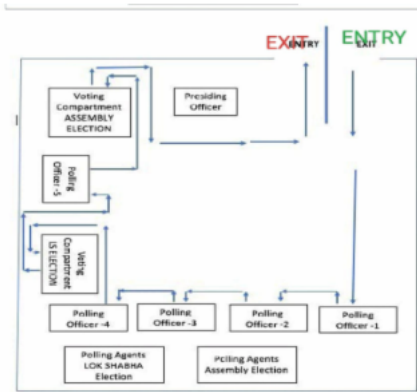 EXIT ENTRY ENTRY
EXIT
Voting
Compartment
ASSEMBLY
ELECTION
Presiding
Officer
Polling
Officer -5
Voting
Compartment
LS ELECTION
Polling
Officer -4
Polling
Officer -3
Polling
Officer -2
Polling
Officer -1
Polling Agents
LOK SHABHA
Election
Polling Agents
Assembly Election